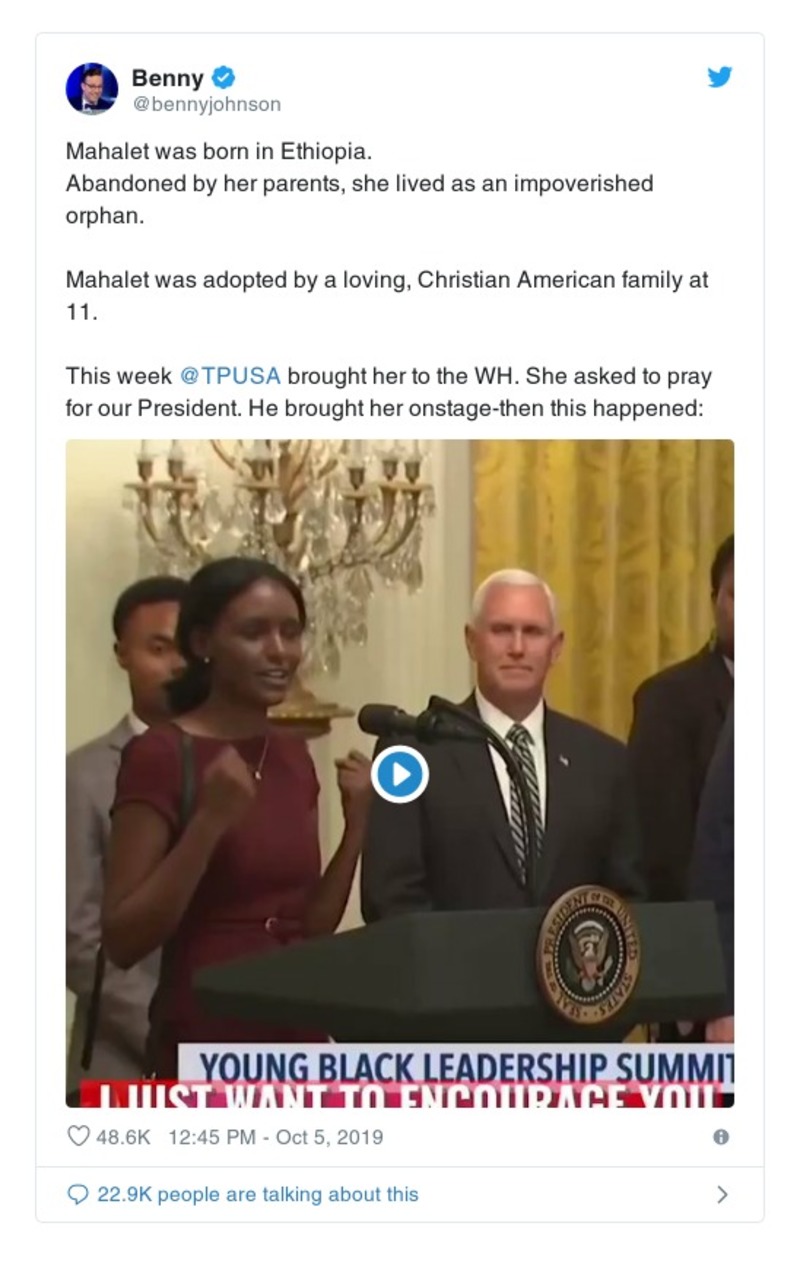 Benny
@bennyjohnson
Mahalet was born in Ethiopia.
Abandoned by her parents, she lived as an impoverished
orphan.
Mahalet was adopted by a loving, Christian American family at
11.
This week @TPUSA brought her to the WH. She asked to pray
for our President. He brought her onstage-then this happened:
SEAL OF THE PRESIDENT OF THE UNITED STATES
YOUNG BLACK LEADERSHIP SUMMIT
I JUST WANT TO ENCOURAGE YOU
48.6K 12:45 PM - Oct 5, 2019
22.9K people are talking about this